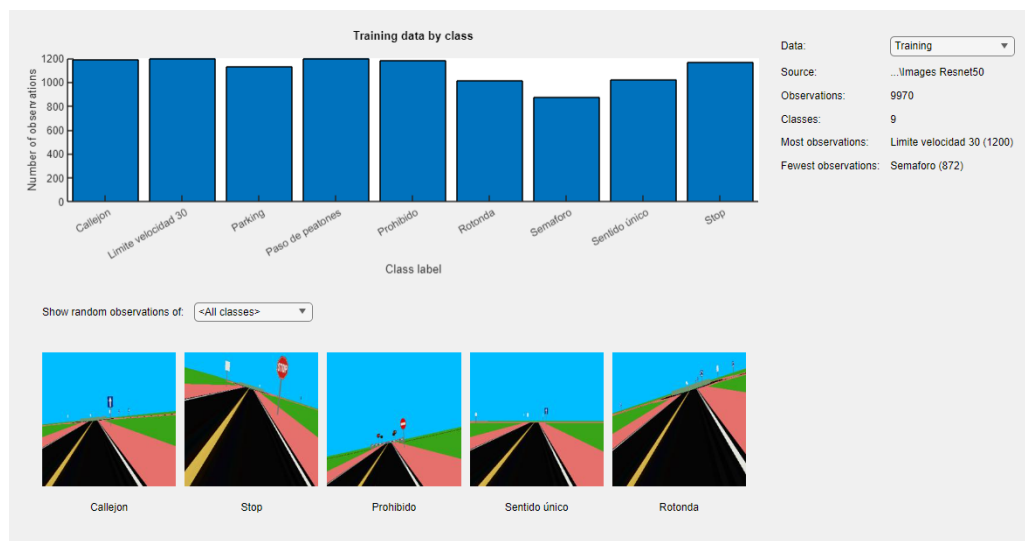 Training data by class
Number of observations
1200
1000
800
600
400
200
0
Callejon
Limite velocidad 30
Parking
Paso de peatones
Prohibido
Rotonda
Semaforo
Sentido único
Stop
Class label
Data: Training
Source: ...\Images Resnet50
Observations: 9970
Classes: 9
Most observations: Limite velocidad 30 (1200)
Fewest observations: Semaforo (872)
Show random observations of: <All classes>
STOP
Callejon
Stop
Prohibido
Sentido único
Rotonda